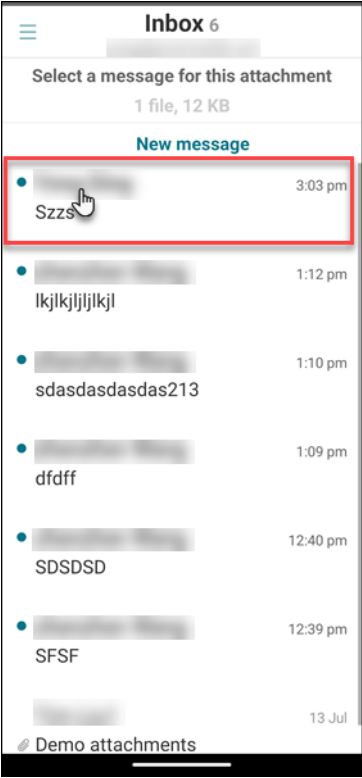 Inbox 6
Select a message for this attachment
1 file, 12 KB
New message
3:03 pm
Szzs
1:12 pm
lkjlkjljljlkjl
1:10 pm
sdasdasdasdas213
1:09 pm
dfdff
12:40 pm
SDSDSD
12:39 pm
SFSF
13 Jul
Demo attachments